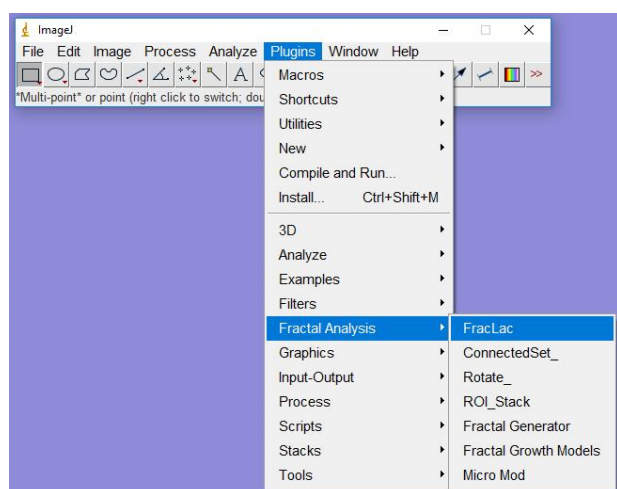 ImageJ
File Edit Image Process Analyze Plugins Window Help
A
>>
*Multi-point* or point (right click to switch; dou
Macros
Shortcuts
Utilities
New
Compile and Run...
Install... Ctrl+Shift+M
3D
Analyze
Examples
Filters
Fractal Analysis
Graphics
Input-Output
Process
Scripts
Stacks
Tools
FracLac
ConnectedSet_
Rotate_
ROI_Stack
Fractal Generator
Fractal Growth Models
Micro Mod